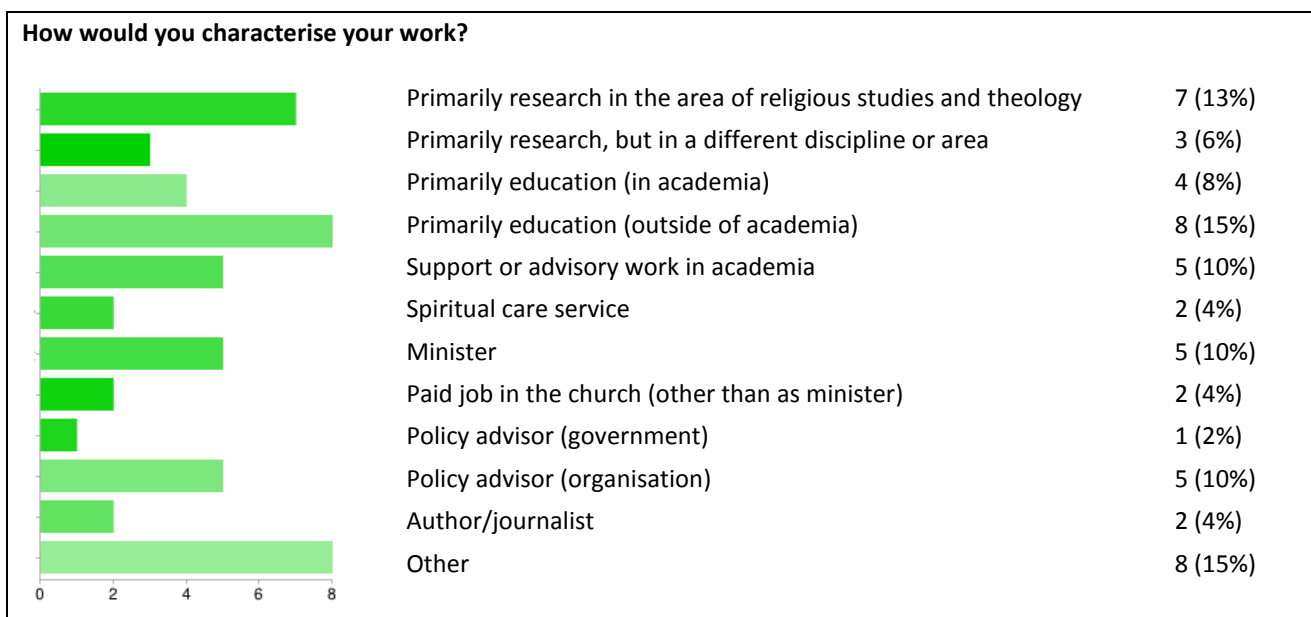 How would you characterise your work?
Primarily research in the area of religious studies and theology 7 (13%)
Primarily research, but in a different discipline or area 3 (6%)
Primarily education (in academia) 4 (8%)
Primarily education (outside of academia) 8 (15%)
Support or advisory work in academia 5 (10%)
Spiritual care service 2 (4%)
Minister 5 (10%)
Paid job in the church (other than as minister) 2 (4%)
Policy advisor (government) 1 (2%)
Policy advisor (organisation) 5 (10%)
Author/journalist 2 (4%)
Other 8 (15%)
0 2 4 6 8